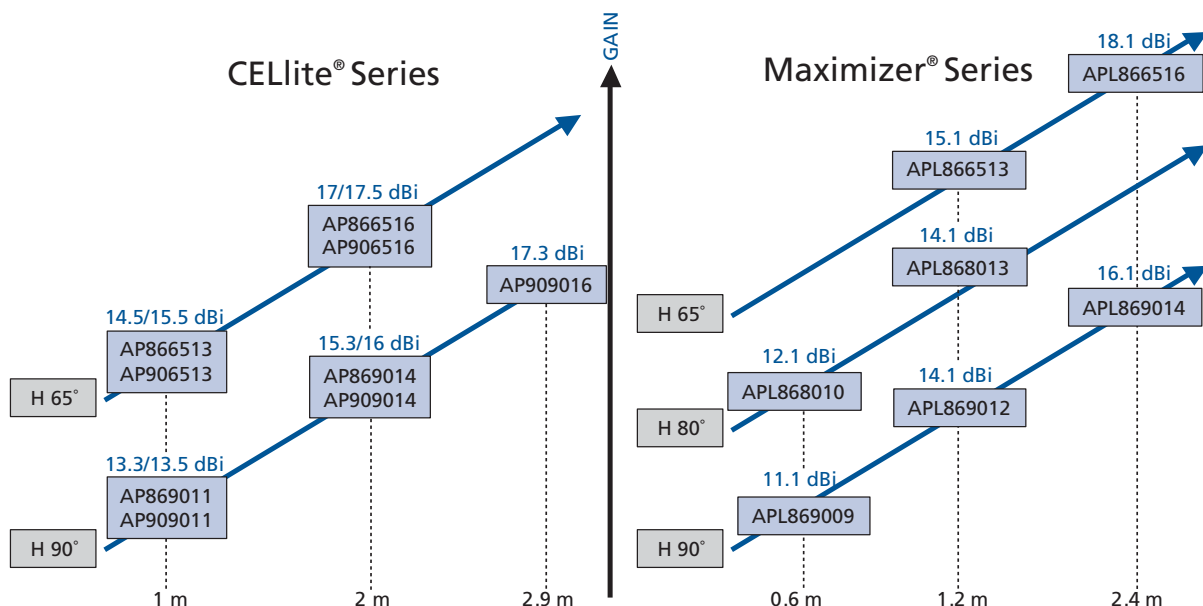 GAIN
CELlite® Series
17/17.5 dBi
AP866516
AP906516
17.3 dBi
AP909016
14.5/15.5 dBi
AP866513
AP906513
H 65°
15.3/16 dBi
AP869014
AP909014
13.3/13.5 dBi
AP869011
AP909011
H 90°
1 m
2 m
2.9 m
Maximizer® Series
18.1 dBi
APL866516
15.1 dBi
APL866513
H 65°
14.1 dBi
APL868013
16.1 dBi
APL869014
12.1 dBi
APL868010
H 80°
14.1 dBi
APL869012
11.1 dBi
APL869009
H 90°
0.6 m
1.2 m
2.4 m